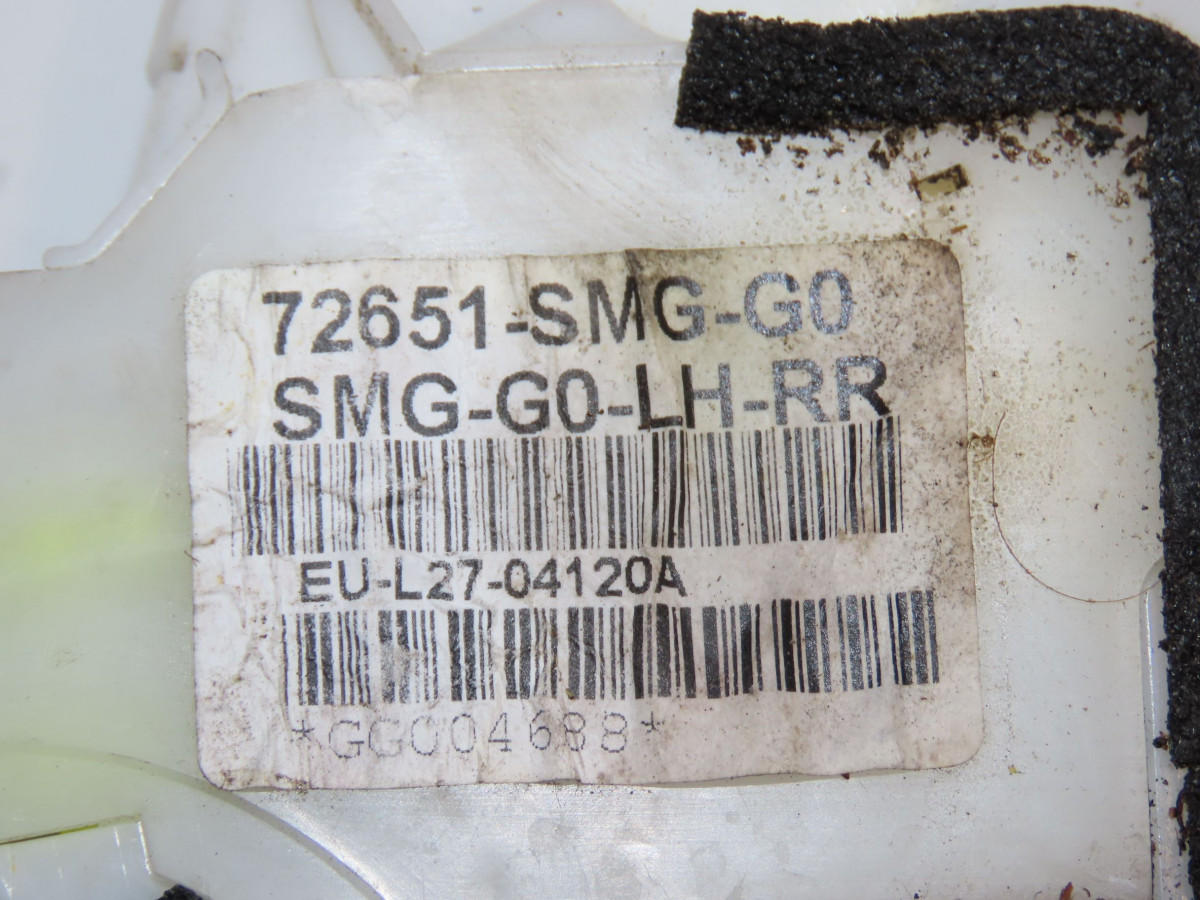 72651-SMG-G0
SMG-G0-LH-RR
EU-L27-04120A
*GG004688*